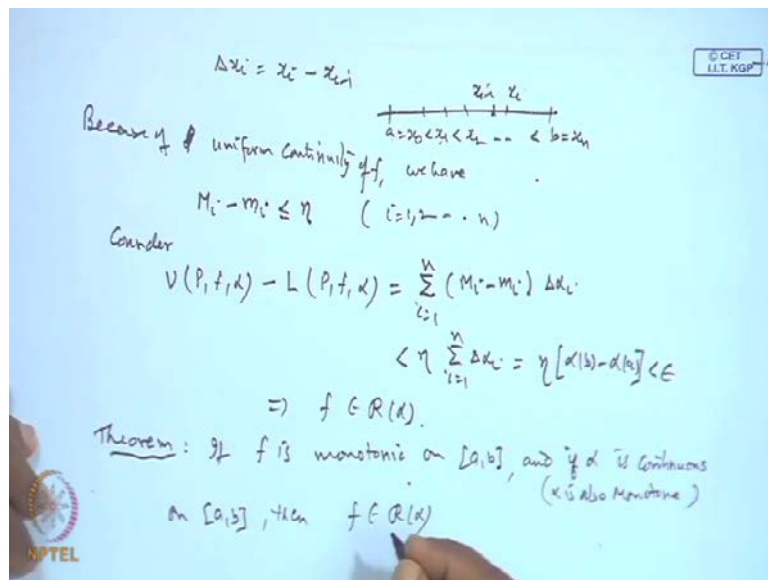 Δxi = xi - xi-1
© CET
I.I.T. KGP
xi-1 xi
a=x0<x1<x2 -- < b=xn
Because of uniform continuity of f, we have
Mi - mi ≤ η ( i=1,2-- . n)
Consider
U(P,f,α) - L(P,f,α) = Σ_{i=1}^{n} (Mi-mi) Δαi
< η Σ_{i=1}^{n} Δαi = η[α(b)-α(a)] < ε
⇒ f ∈ R(α).
Theorem: If f is monotonic on [a,b], and if α is continuous
(α is also monotone)
on [a,b], then f ∈ R(α)
NPTEL